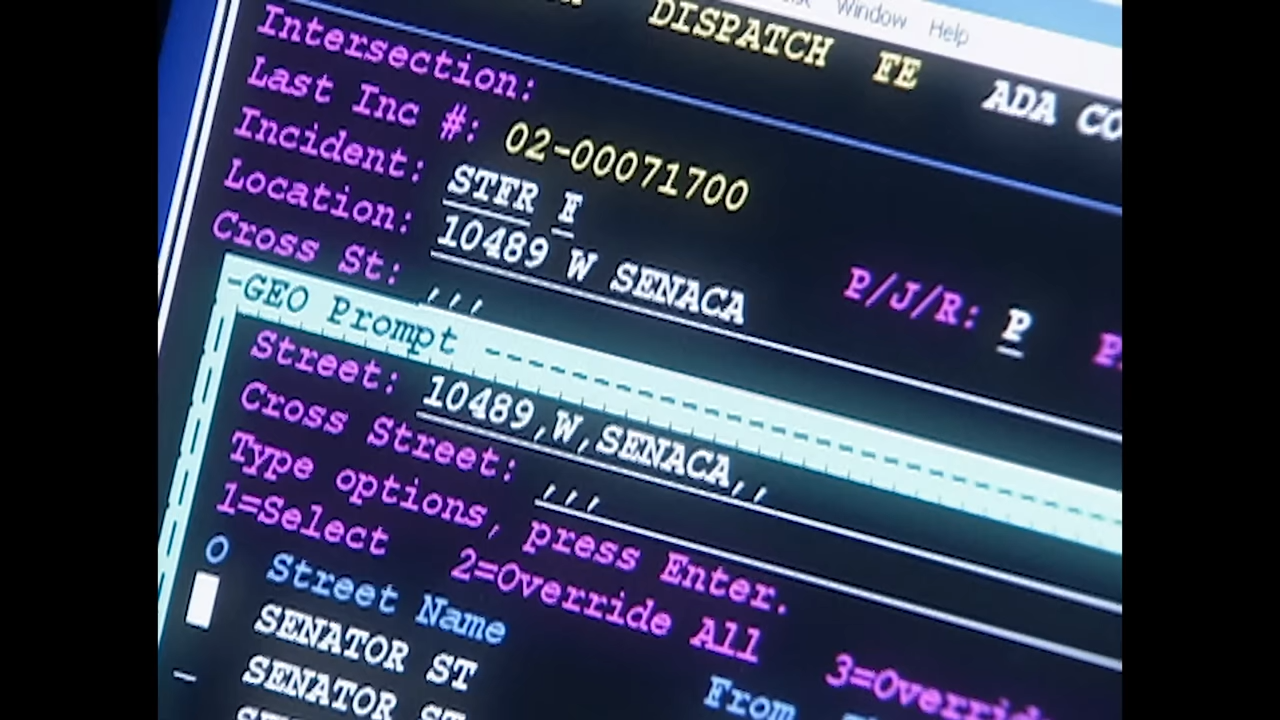 Window Help
DISPATCH FE ADA CO
Intersection:
Last Inc #: 02-00071700
Incident: STFR F
Location: 10489 W SENACA P/J/R: P P
Cross St: ,,,
-GEO Prompt ------------------------------
Street: 10489,W,SENACA,,
Cross Street: ,,,
Type options, press Enter.
1=Select 2=Override All 3=Overrid
O Street Name From
SENATOR ST
_ SENATOR ST